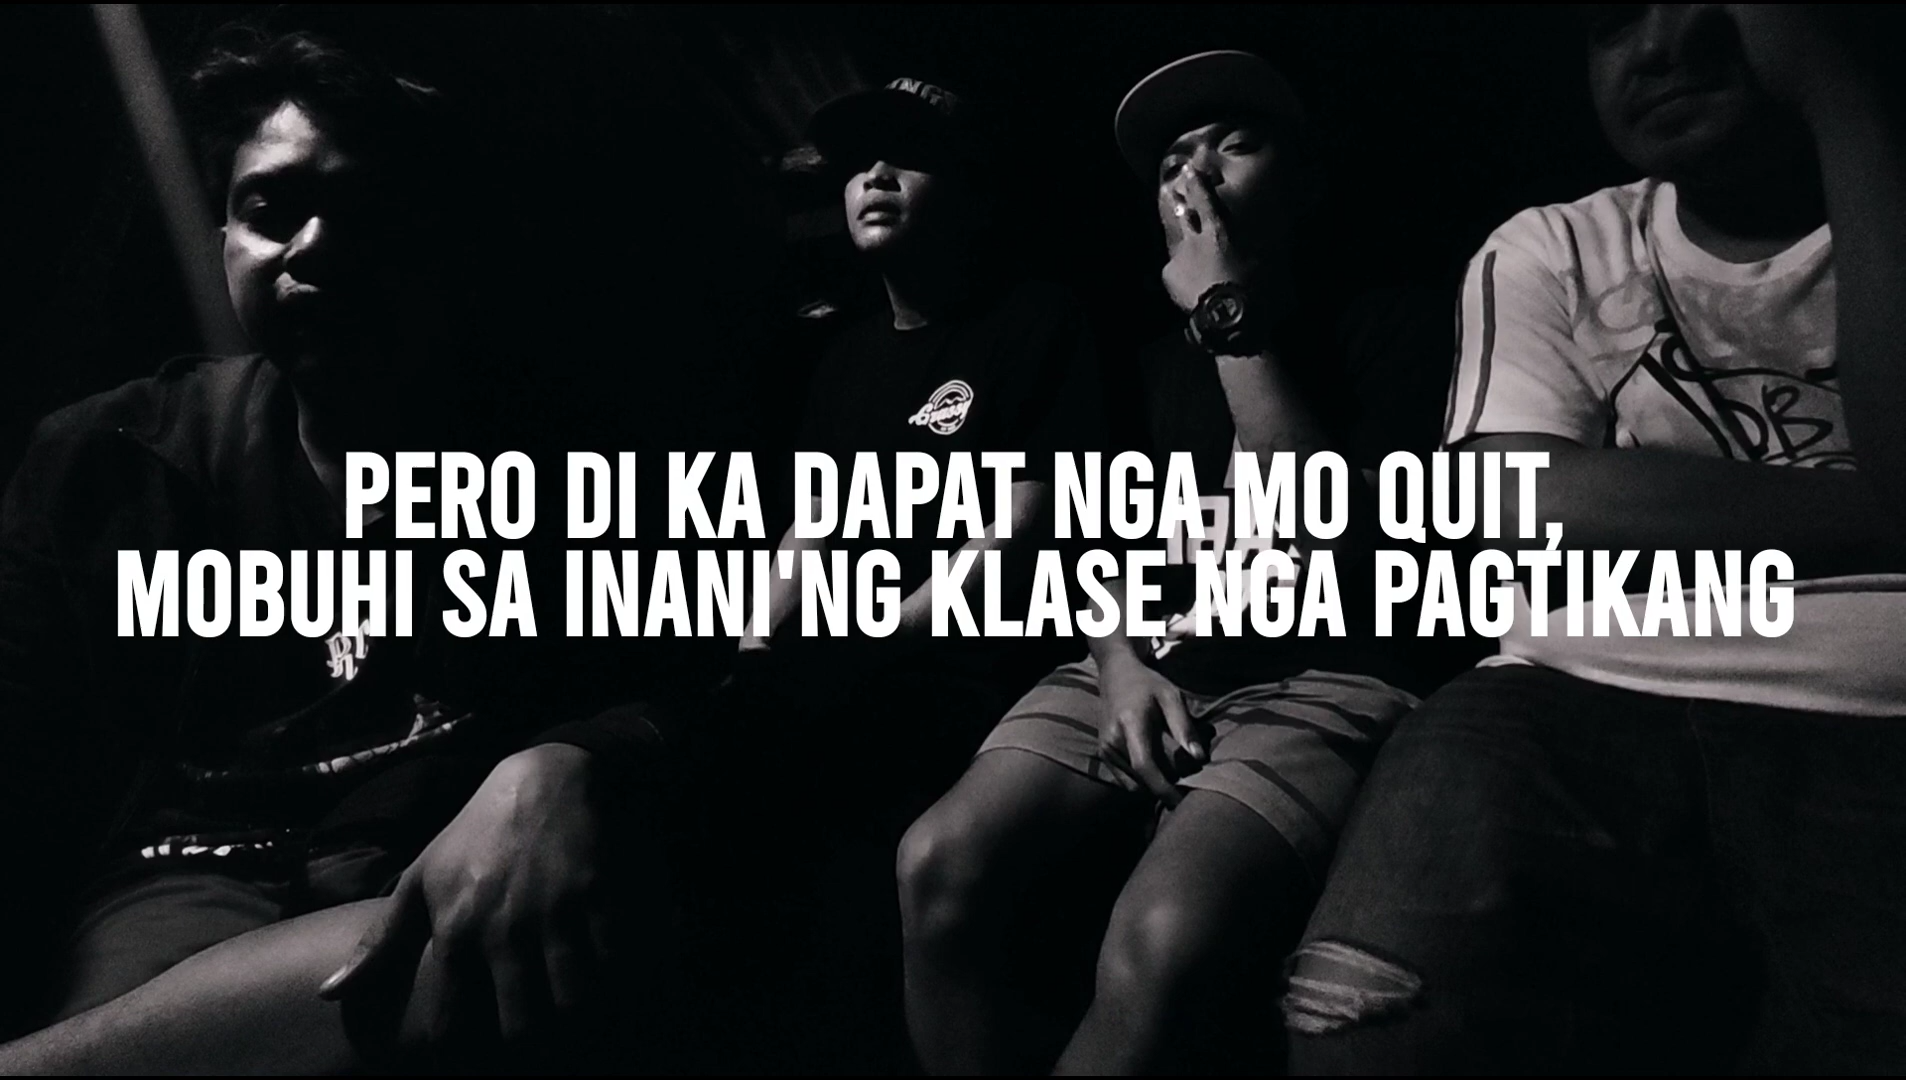 PERO DI KA DAPAT NGA MO QUIT,
MOBUHI SA INANI'NG KLASE NGA PAGTIKANG